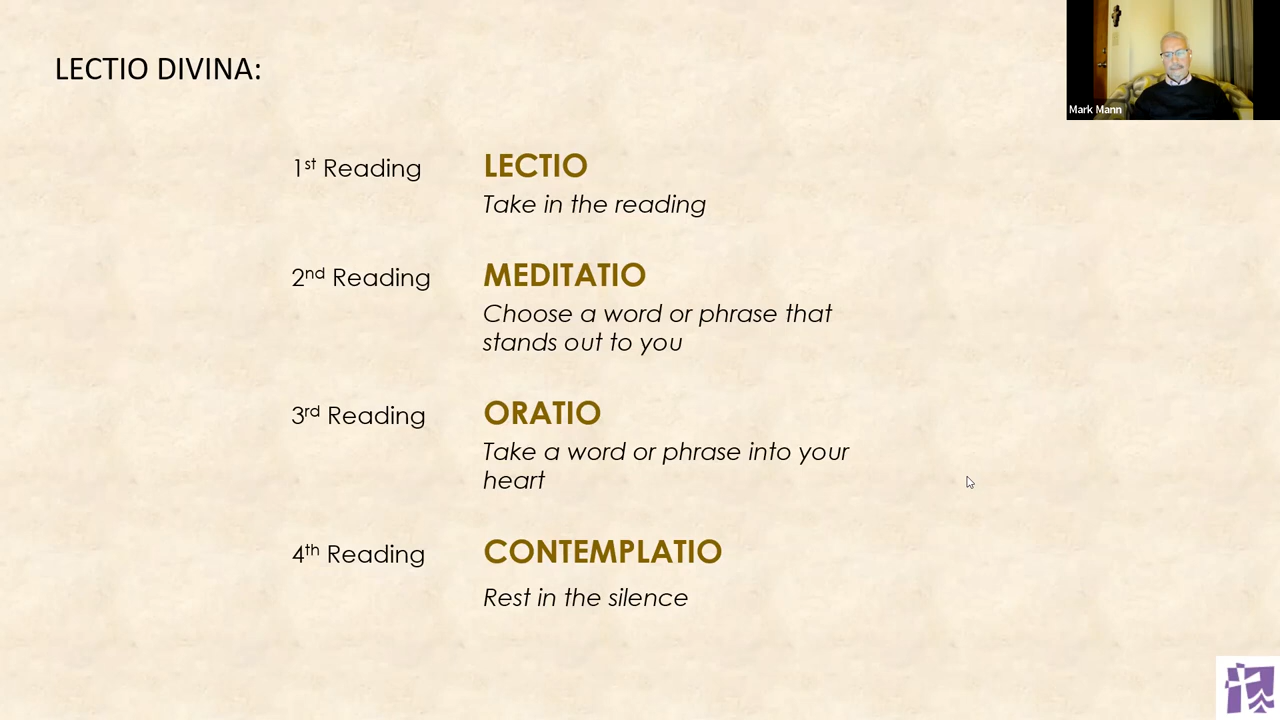 LECTIO DIVINA:
Mark Mann
1st Reading LECTIO
Take in the reading
2nd Reading MEDITATIO
Choose a word or phrase that
stands out to you
3rd Reading ORATIO
Take a word or phrase into your
heart
4th Reading CONTEMPLATIO
Rest in the silence